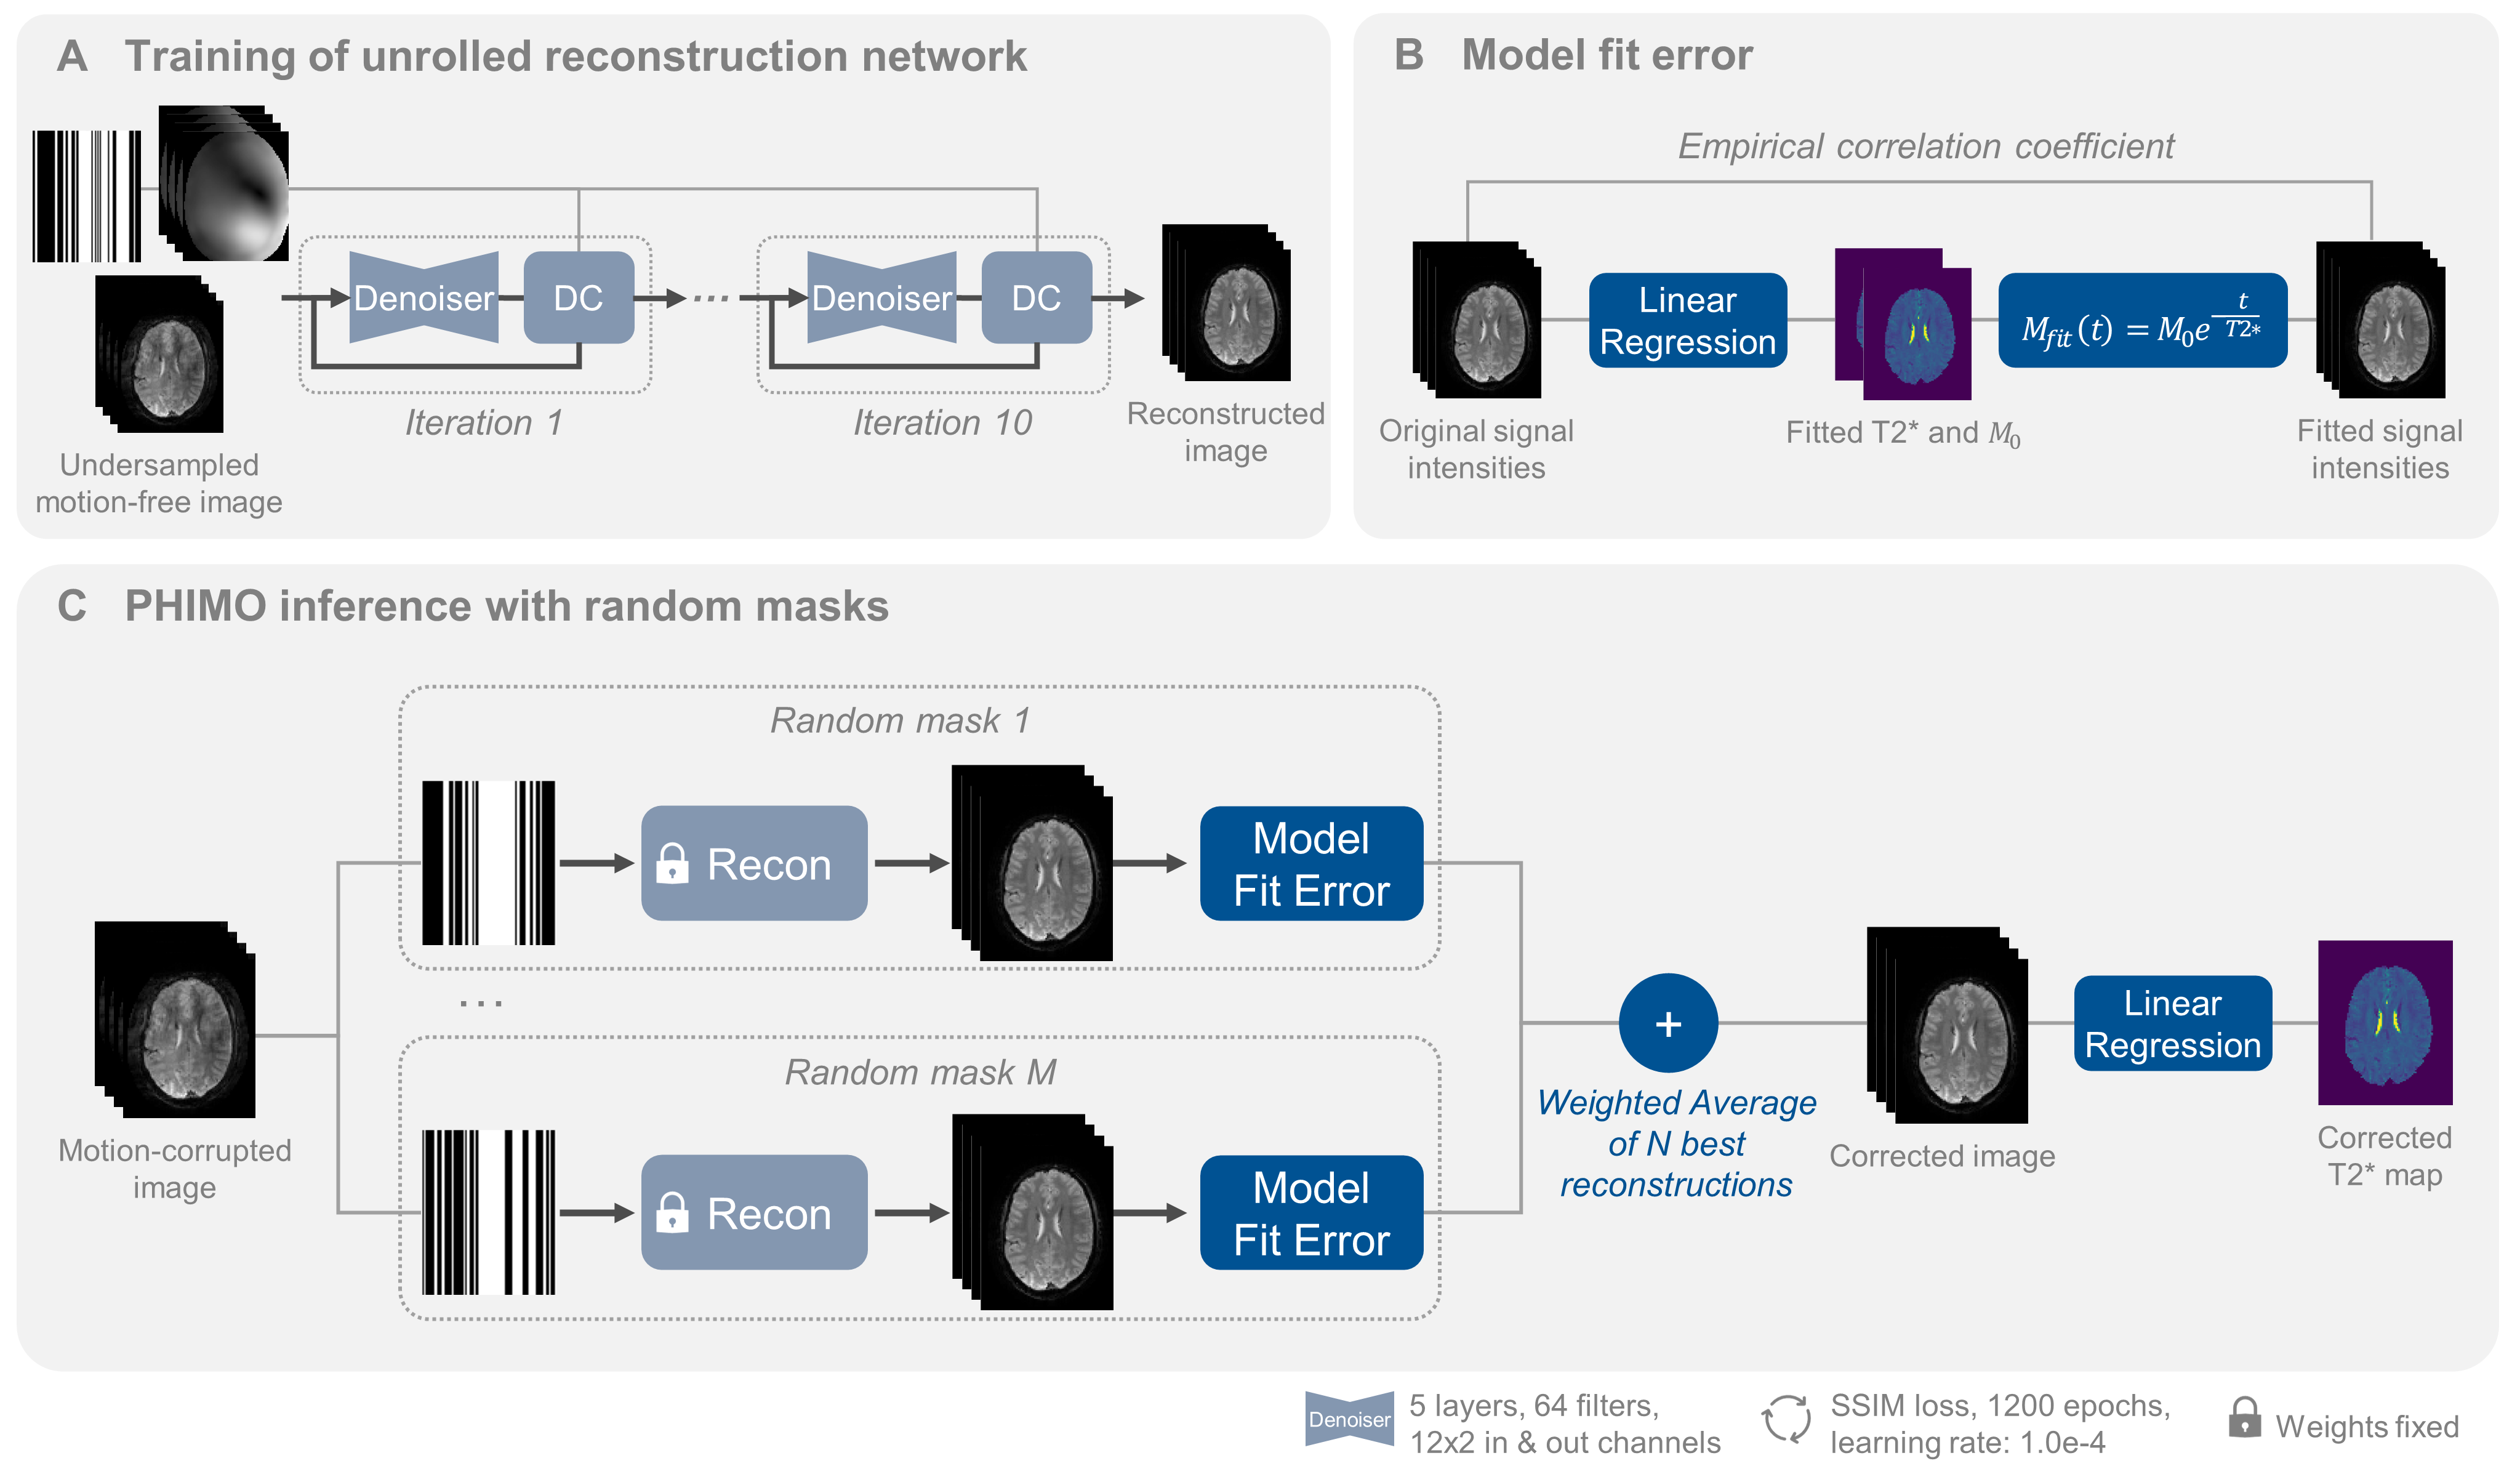 A Training of unrolled reconstruction network
Denoiser
DC
...
Denoiser
DC
Iteration 1
Iteration 10
Undersampled
motion-free image
Reconstructed
image
B Model fit error
Empirical correlation coefficient
Linear
Regression
M_fit(t) = M_0 e^(t/T2*)
Original signal
intensities
Fitted T2* and M_0
Fitted signal
intensities
C PHIMO inference with random masks
Random mask 1
Recon
Model
Fit Error
...
Random mask M
Recon
Model
Fit Error
Motion-corrupted
image
+
Weighted Average
of N best
reconstructions
Corrected image
Linear
Regression
Corrected
T2* map
Denoiser
5 layers, 64 filters,
12x2 in & out channels
SSIM loss, 1200 epochs,
learning rate: 1.0e-4
Weights fixed